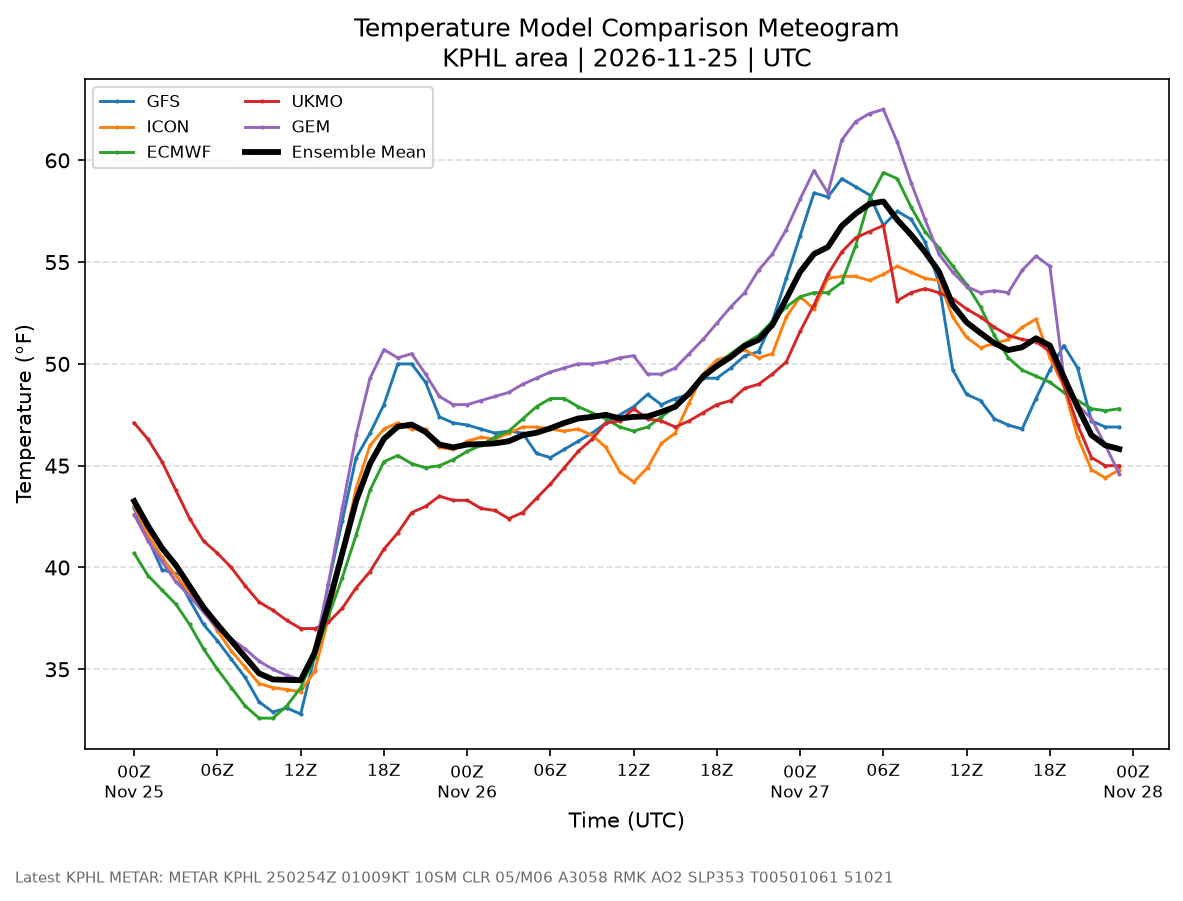 Temperature Model Comparison Meteogram
KPHL area | 2026-11-25 | UTC
GFS
ICON
ECMWF
UKMO
GEM
Ensemble Mean
Temperature (°F)
60
55
50
45
40
35
00Z
Nov 25
06Z
12Z
18Z
00Z
Nov 26
06Z
12Z
18Z
00Z
Nov 27
06Z
12Z
18Z
00Z
Nov 28
Time (UTC)
Latest KPHL METAR: METAR KPHL 250254Z 01009KT 10SM CLR 05/M06 A3058 RMK AO2 SLP353 T00501061 51021